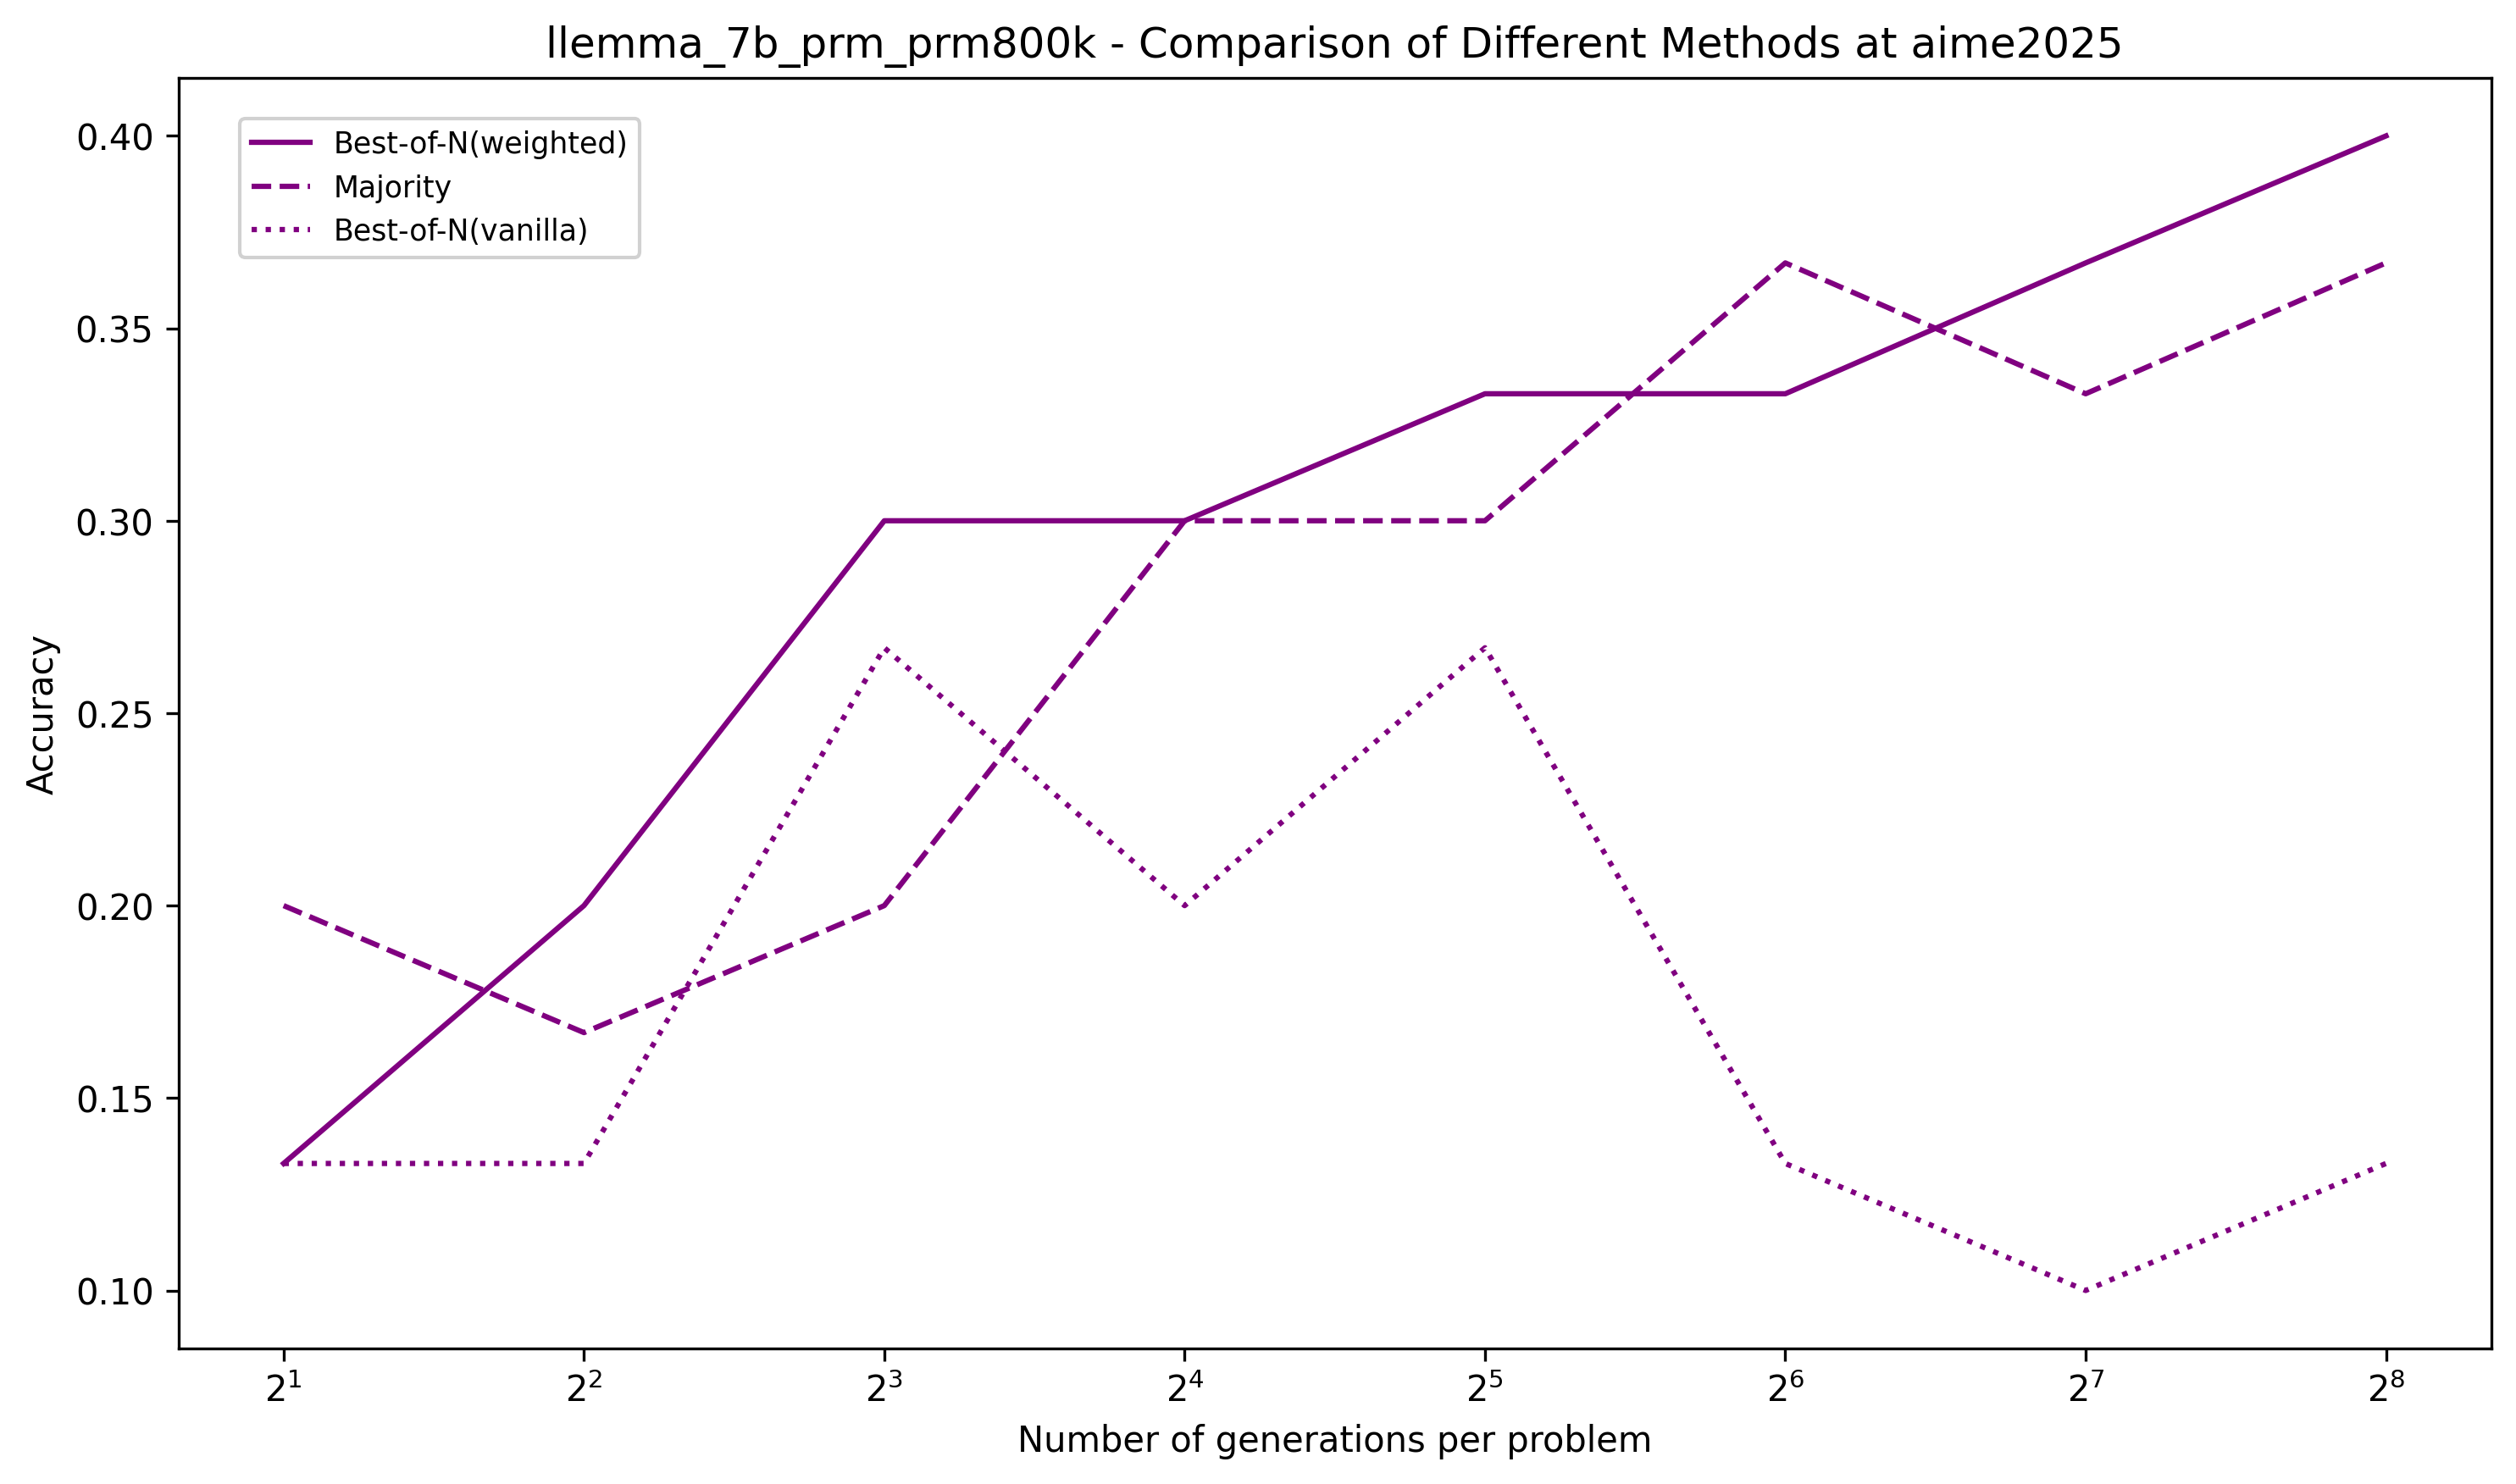 llemma_7b_prm_prm800k - Comparison of Different Methods at aime2025
Best-of-N(weighted)
Majority
Best-of-N(vanilla)
Accuracy
0.40
0.35
0.30
0.25
0.20
0.15
0.10
2¹ 2² 2³ 2⁴ 2⁵ 2⁶ 2⁷ 2⁸
Number of generations per problem